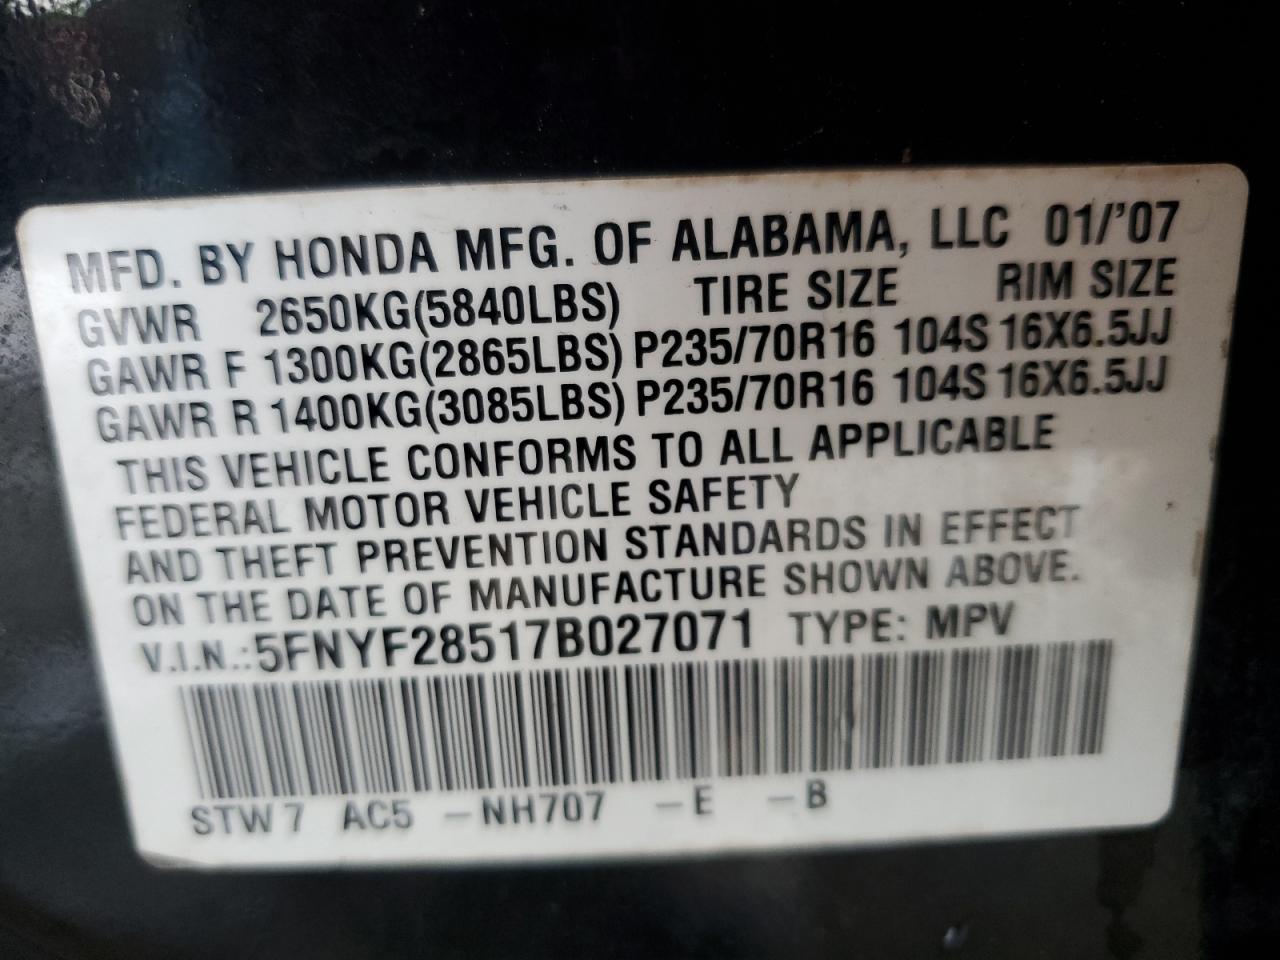 MFD. BY HONDA MFG. OF ALABAMA, LLC 01/'07
GVWR 2650KG(5840LBS) TIRE SIZE RIM SIZE
GAWR F 1300KG(2865LBS) P235/70R16 104S 16X6.5JJ
GAWR R 1400KG(3085LBS) P235/70R16 104S 16X6.5JJ
THIS VEHICLE CONFORMS TO ALL APPLICABLE
FEDERAL MOTOR VEHICLE SAFETY
AND THEFT PREVENTION STANDARDS IN EFFECT
ON THE DATE OF MANUFACTURE SHOWN ABOVE.
V.I.N.:5FNYF28517B027071 TYPE: MPV
STW7 AC5 –NH707 –E –B